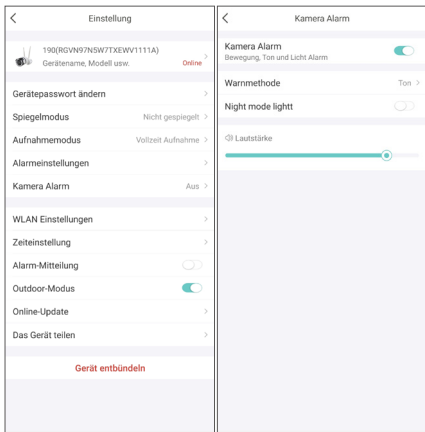 Einstellung
190(RGVN97N5W7TXEWV1111A)
Gerätename, Modell usw. Online
Gerätepasswort ändern
Spiegelmodus Nicht gespiegelt
Aufnahmemodus Vollzeit Aufnahme
Alarmeinstellungen
Kamera Alarm Aus
WLAN Einstellungen
Zeiteinstellung
Alarm-Mitteilung
Outdoor-Modus
Online-Update
Das Gerät teilen
Gerät entbündeln
Kamera Alarm
Kamera Alarm
Bewegung, Ton und Licht Alarm
Warnmethode Ton
Night mode lightt
Lautstärke